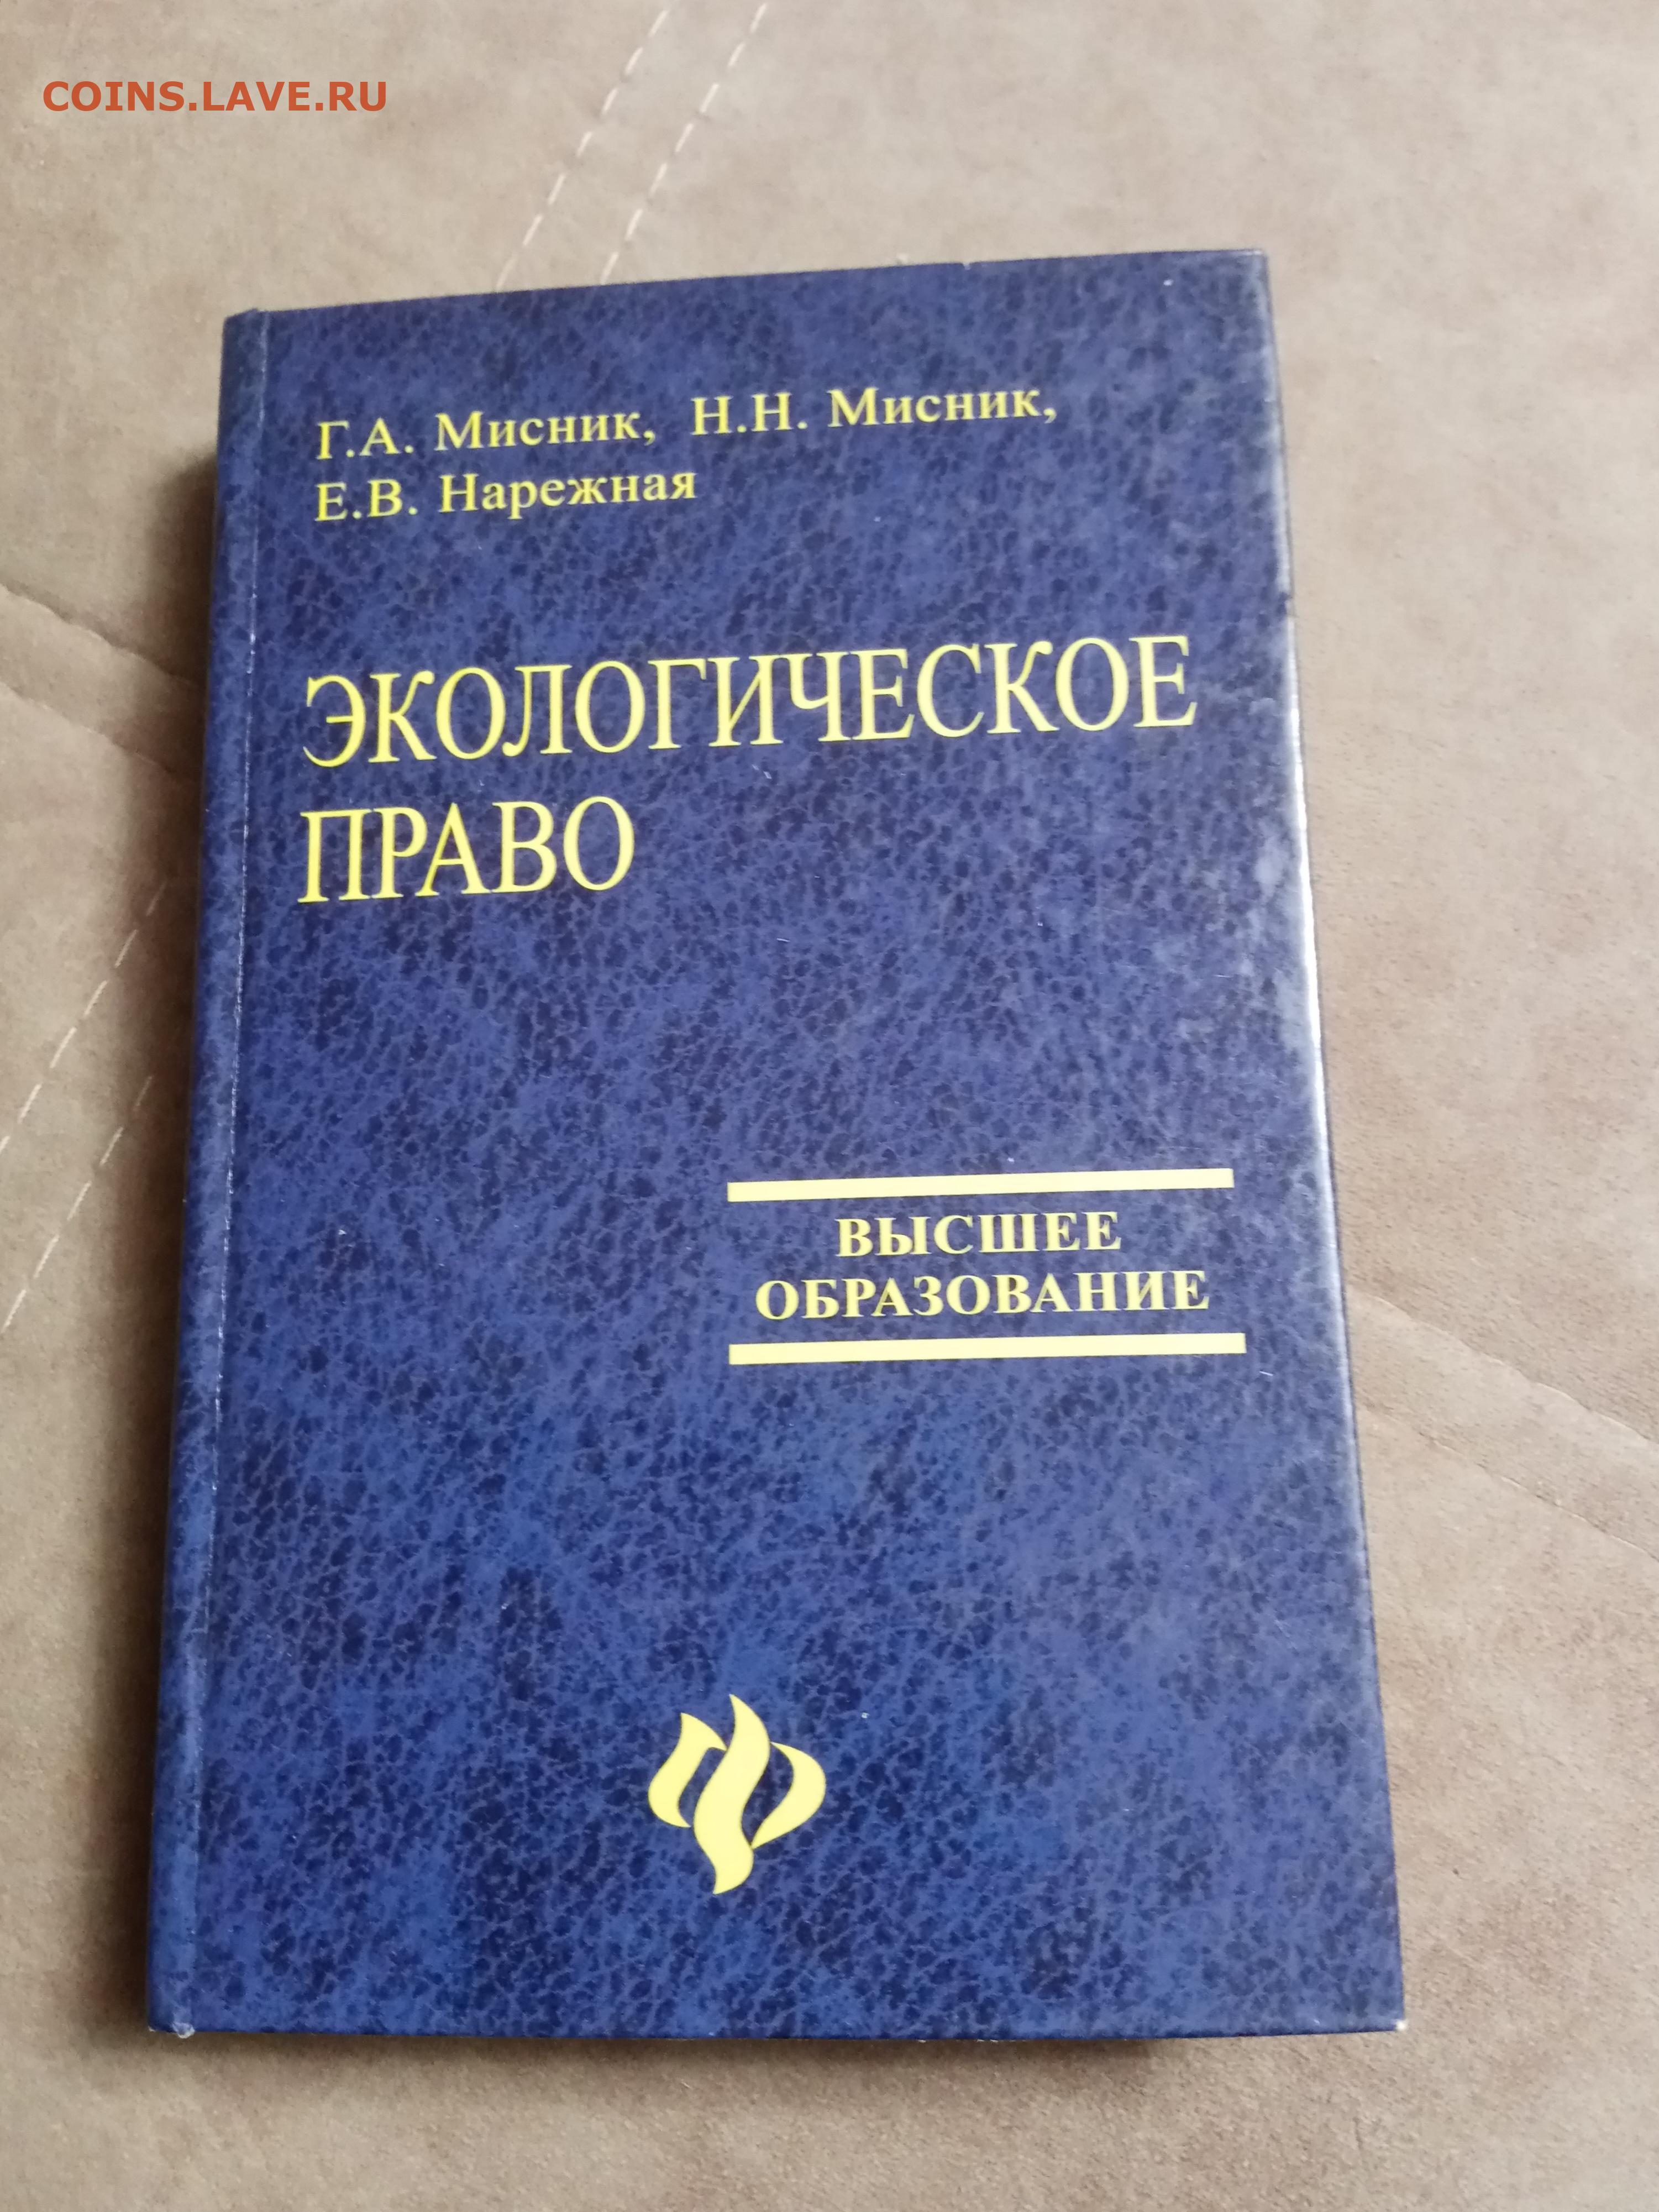 COINS.LAVE.RU
Г.А. Мисник, Н.Н. Мисник,
Е.В. Нарежная
ЭКОЛОГИЧЕСКОЕ
ПРАВО
ВЫСШЕЕ
ОБРАЗОВАНИЕ